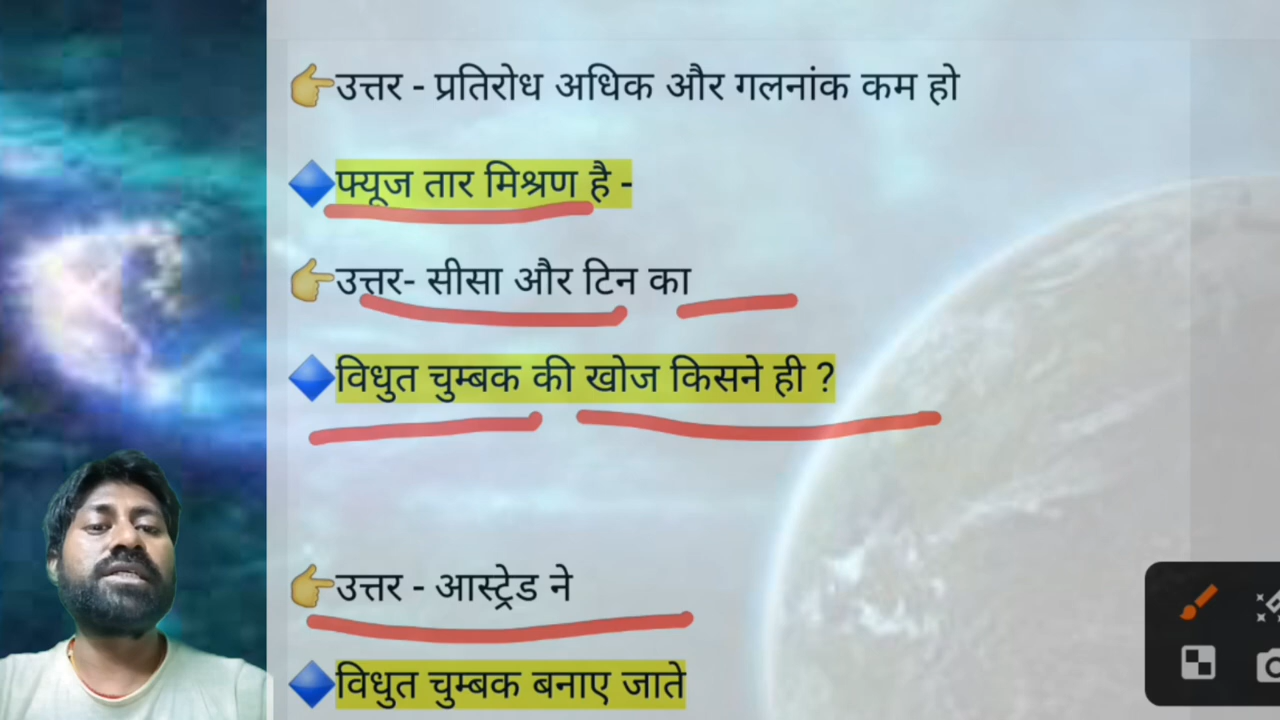 👉उत्तर - प्रतिरोध अधिक और गलनांक कम हो
🔷फ्यूज तार मिश्रण है -
👉उत्तर- सीसा और टिन का
🔷विधुत चुम्बक की खोज किसने ही ?
👉उत्तर - आस्ट्रेड ने
🔷विधुत चुम्बक बनाए जाते